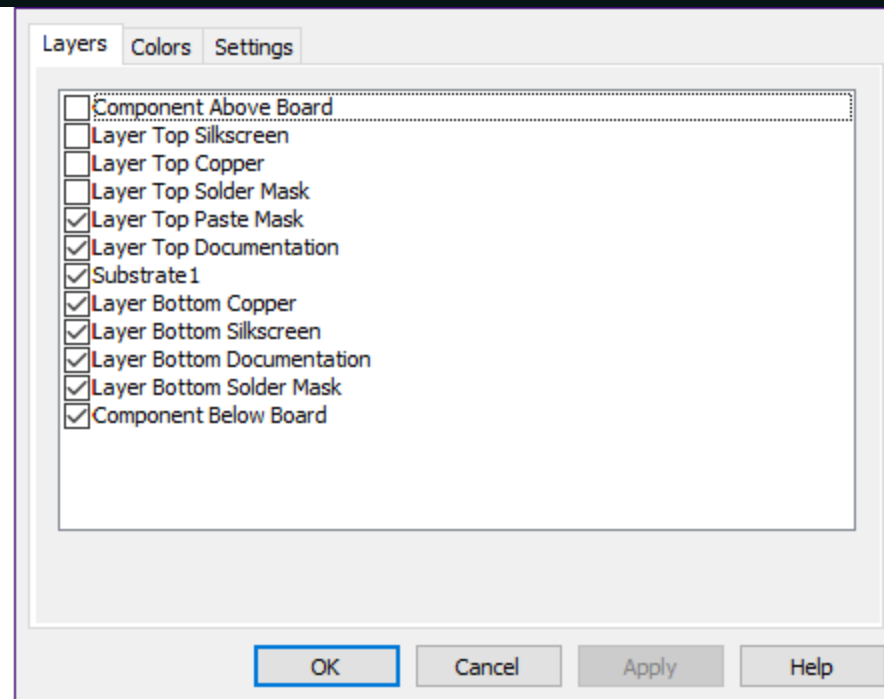 Layers Colors Settings
Component Above Board
Layer Top Silkscreen
Layer Top Copper
Layer Top Solder Mask
Layer Top Paste Mask
Layer Top Documentation
Substrate1
Layer Bottom Copper
Layer Bottom Silkscreen
Layer Bottom Documentation
Layer Bottom Solder Mask
Component Below Board
OK Cancel Apply Help